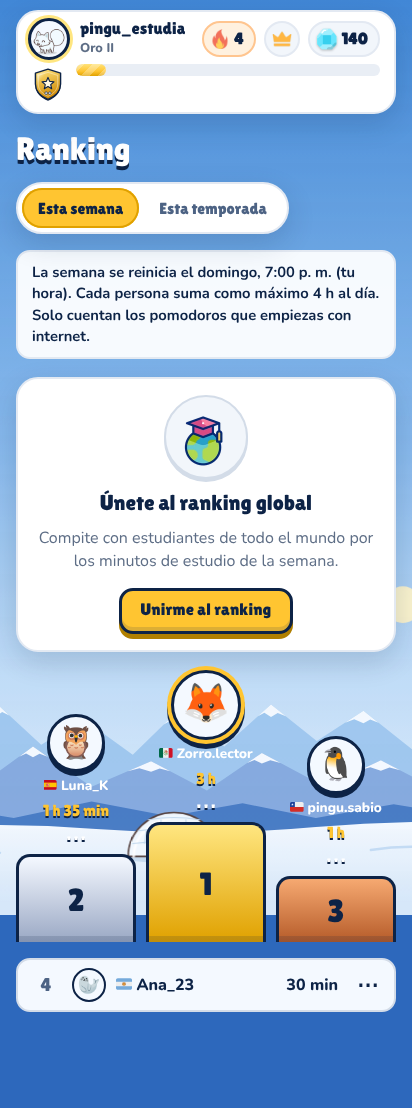 pingu_estudia
Oro II
4
140
Ranking
Esta semana
Esta temporada
La semana se reinicia el domingo, 7:00 p. m. (tu
hora). Cada persona suma como máximo 4 h al día.
Solo cuentan los pomodoros que empiezas con
internet.
Únete al ranking global
Compite con estudiantes de todo el mundo por
los minutos de estudio de la semana.
Unirme al ranking
Zorro.lector
3 h
...
Luna_K
1 h 35 min
...
pingu.sabio
1 h
...
2
1
3
4 Ana_23 30 min ...